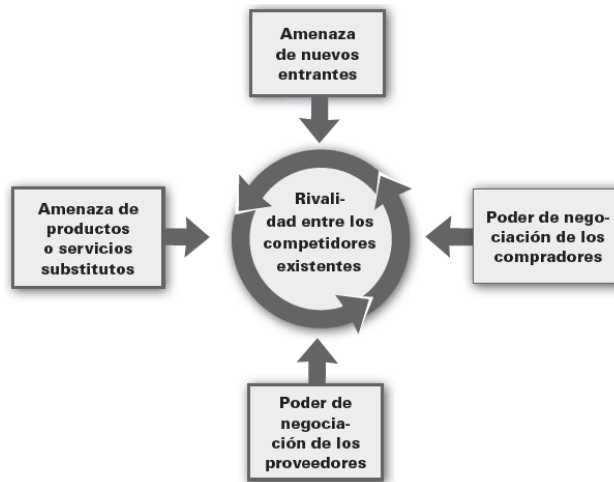 Amenaza
de nuevos
entrantes
Amenaza de
productos
o servicios
substitutos
Rivali-
dad entre los
competidores
existentes
Poder de nego-
ciación de los
compradores
Poder de
negocia-
ción de los
proveedores